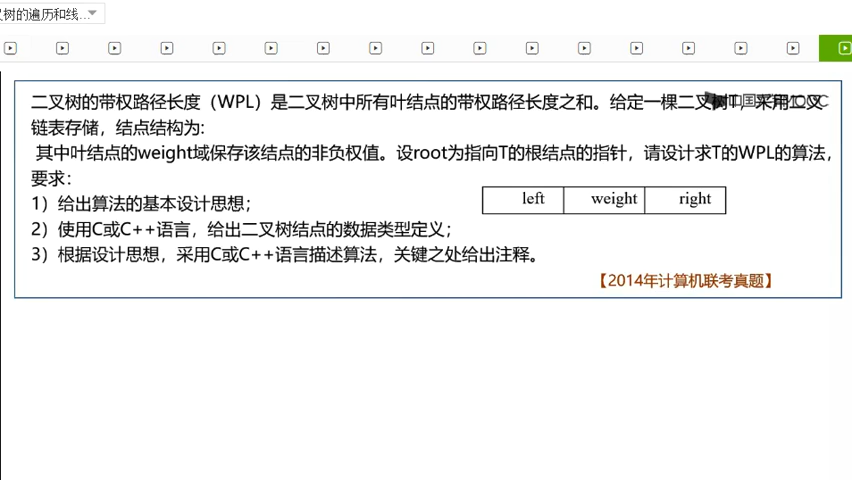 叉树的遍历和线...
二叉树的带权路径长度（WPL）是二叉树中所有叶结点的带权路径长度之和。给定一棵二叉树T，采用二叉
链表存储，结点结构为:
其中叶结点的weight域保存该结点的非负权值。设root为指向T的根结点的指针，请设计求T的WPL的算法，
要求：
1）给出算法的基本设计思想；
left weight right
2）使用C或C++语言，给出二叉树结点的数据类型定义；
3）根据设计思想，采用C或C++语言描述算法，关键之处给出注释。
【2014年计算机联考真题】